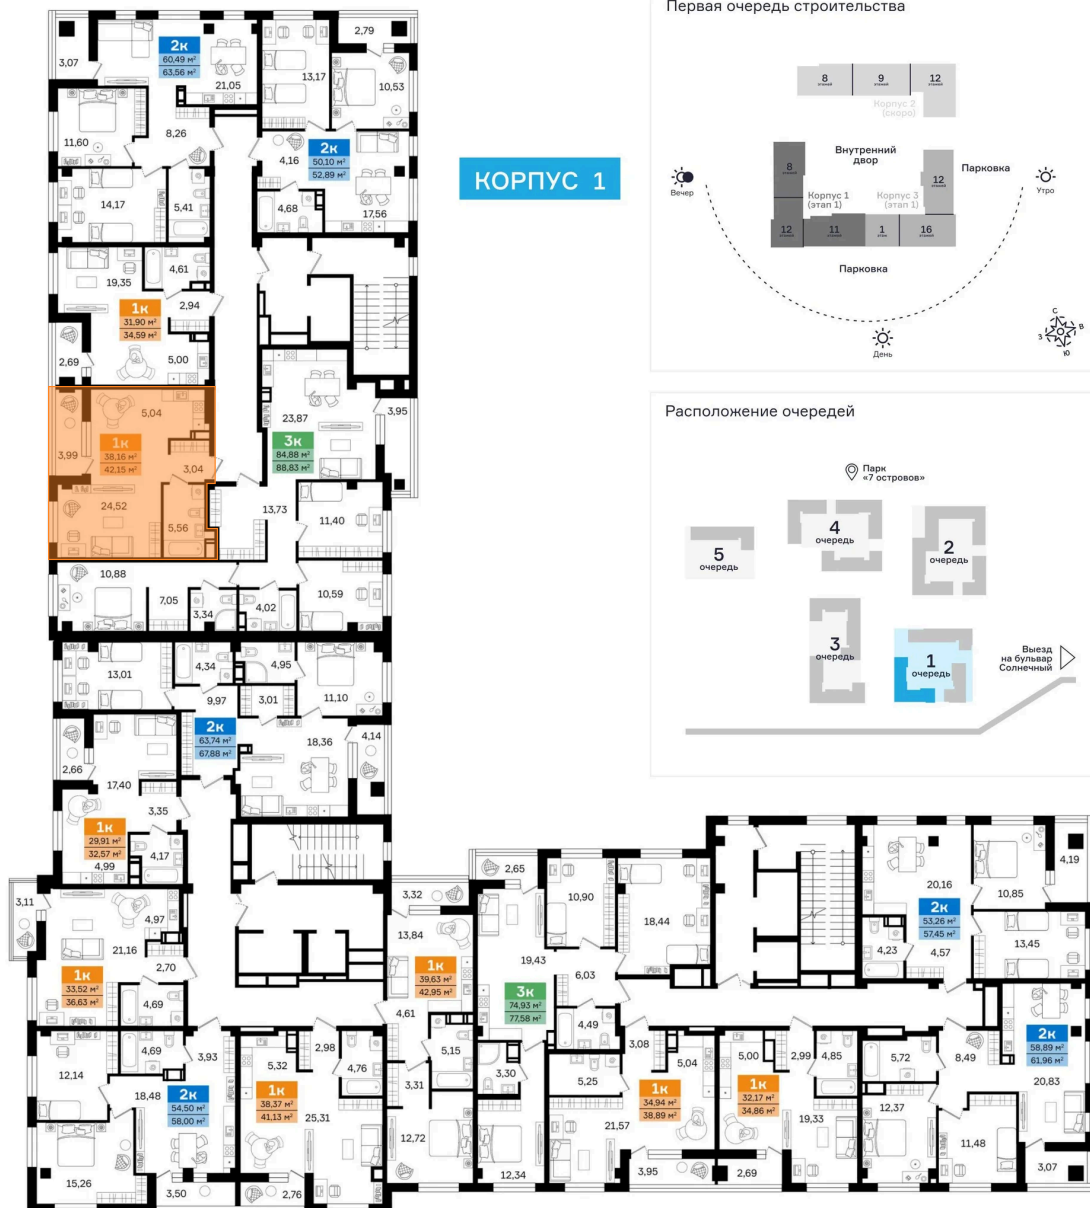 Первая очередь строительства
8
этажей
9
этажей
12
этажей
Корпус 2
(скоро)
Внутренний
двор
8
этажей
12
этажей
Парковка
Вечер
Утро
Корпус 1
(этап 1)
Корпус 3
(этап 1)
12
этажей
11
этажей
1
этаж
16
этажей
Парковка
День
С
В
З
Ю
КОРПУС 1
Расположение очередей
Парк
«7 островов»
4
очередь
5
очередь
2
очередь
3
очередь
1
очередь
Выезд
на бульвар
Солнечный
3,07
2к
60,49 м²
63,56 м²
21,05
13,17
2,79
10,53
11,60
8,26
4,16
2к
50,10 м²
52,89 м²
14,17
5,41
4,68
17,56
19,35
4,61
2,94
1к
31,90 м²
34,59 м²
2,69
5,00
5,04
3,99
1к
38,16 м²
42,15 м²
3,04
24,52
5,56
23,87
3,95
3к
84,88 м²
88,83 м²
13,73
11,40
10,88
7,05
3,34
4,02
10,59
13,01
4,34
4,95
9,97
3,01
11,10
2к
63,74 м²
67,88 м²
18,36
4,14
2,66
17,40
3,35
1к
29,91 м²
32,57 м²
4,99
4,17
3,11
4,97
21,16
2,70
1к
33,52 м²
36,63 м²
4,69
3,32
13,84
1к
39,63 м²
42,95 м²
4,61
5,15
3,31
12,72
2,65
10,90
18,44
19,43
6,03
3к
74,93 м²
77,58 м²
4,49
3,30
12,34
20,16
4,19
10,85
2к
53,26 м²
57,45 м²
4,23
4,57
13,45
4,69
3,93
12,14
18,48
2к
54,50 м²
58,00 м²
15,26
3,50
5,32
2,98
4,76
1к
38,37 м²
41,13 м²
25,31
2,76
3,08
5,04
5,25
1к
34,94 м²
38,89 м²
21,57
3,95
5,00
2,99
4,85
1к
32,17 м²
34,86 м²
19,33
2,69
5,72
8,49
2к
58,89 м²
61,96 м²
20,83
12,37
11,48
3,07